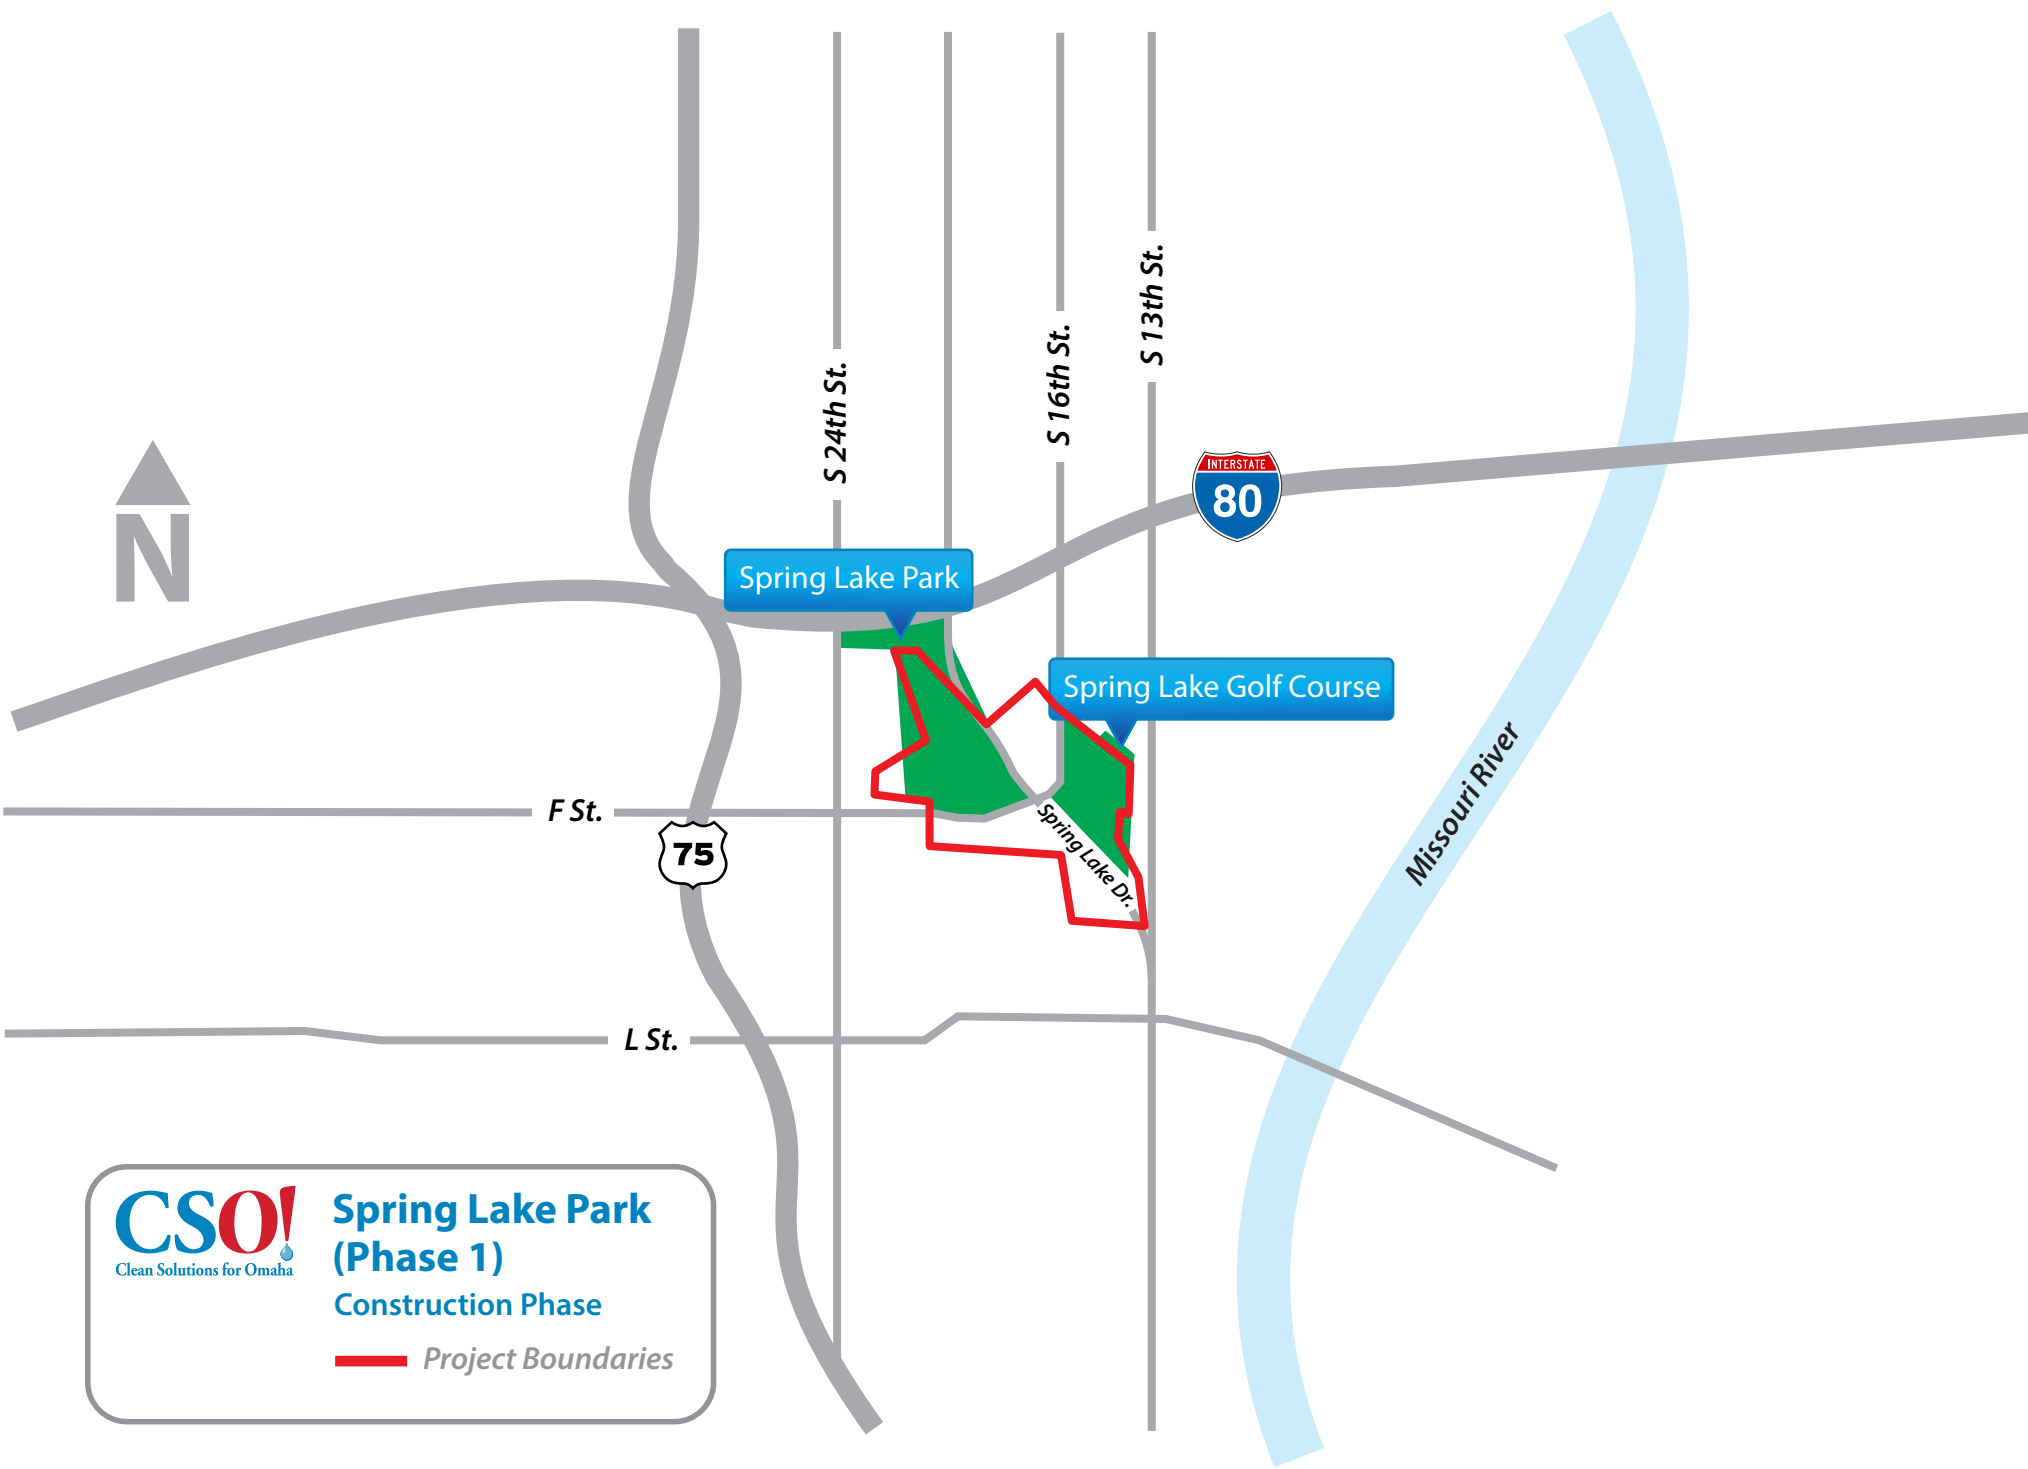 S 13th St.
S 16th St.
S 24th St.
INTERSTATE
80
N
Spring Lake Park
Spring Lake Golf Course
Missouri River
F St.
Spring Lake Dr.
75
L St.
CSO!
Clean Solutions for Omaha
Spring Lake Park
(Phase 1)
Construction Phase
Project Boundaries